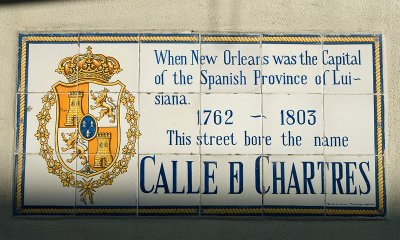 When New Orleans was the Capital
of the Spanish Province of Lui-
siana.
1762 ~ 1803
This street bore the name
CALLE D CHARTRES